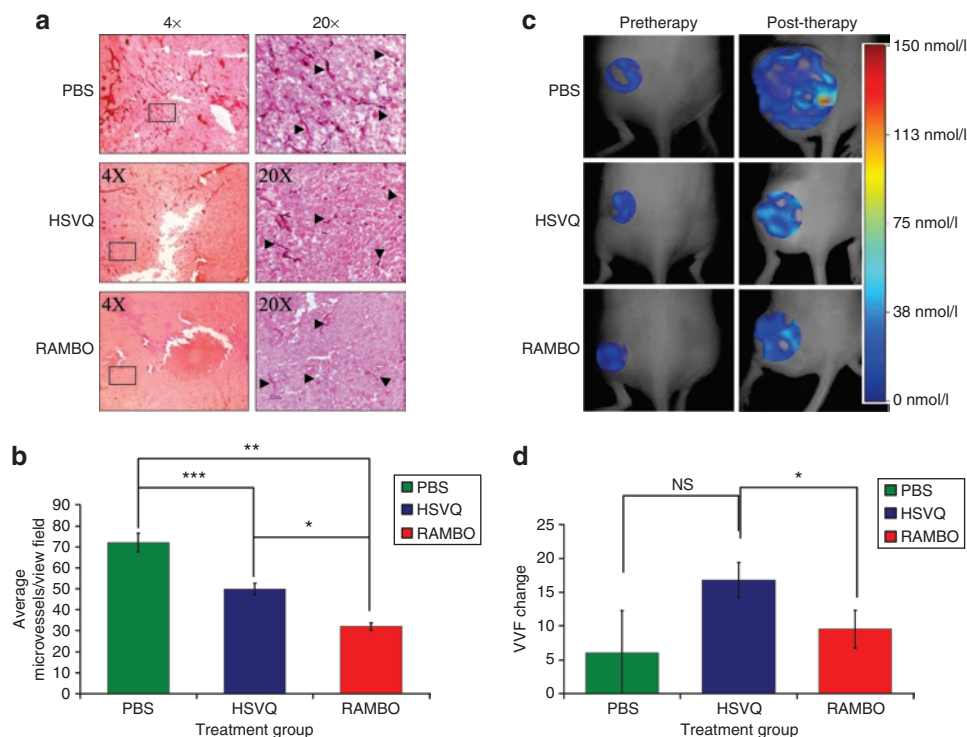 a
4× 20×
PBS
HSVQ
4X 20X
RAMBO
4X 20X
b
**
***
*
PBS
HSVQ
RAMBO
Average
microvessels/view field
90
80
70
60
50
40
30
20
10
0
PBS HSVQ RAMBO
Treatment group
c
Pretherapy Post-therapy
PBS
HSVQ
RAMBO
150 nmol/l
113 nmol/l
75 nmol/l
38 nmol/l
0 nmol/l
d
NS
*
PBS
HSVQ
RAMBO
VVF change
25
20
15
10
5
0
PBS HSVQ RAMBO
Treatment group